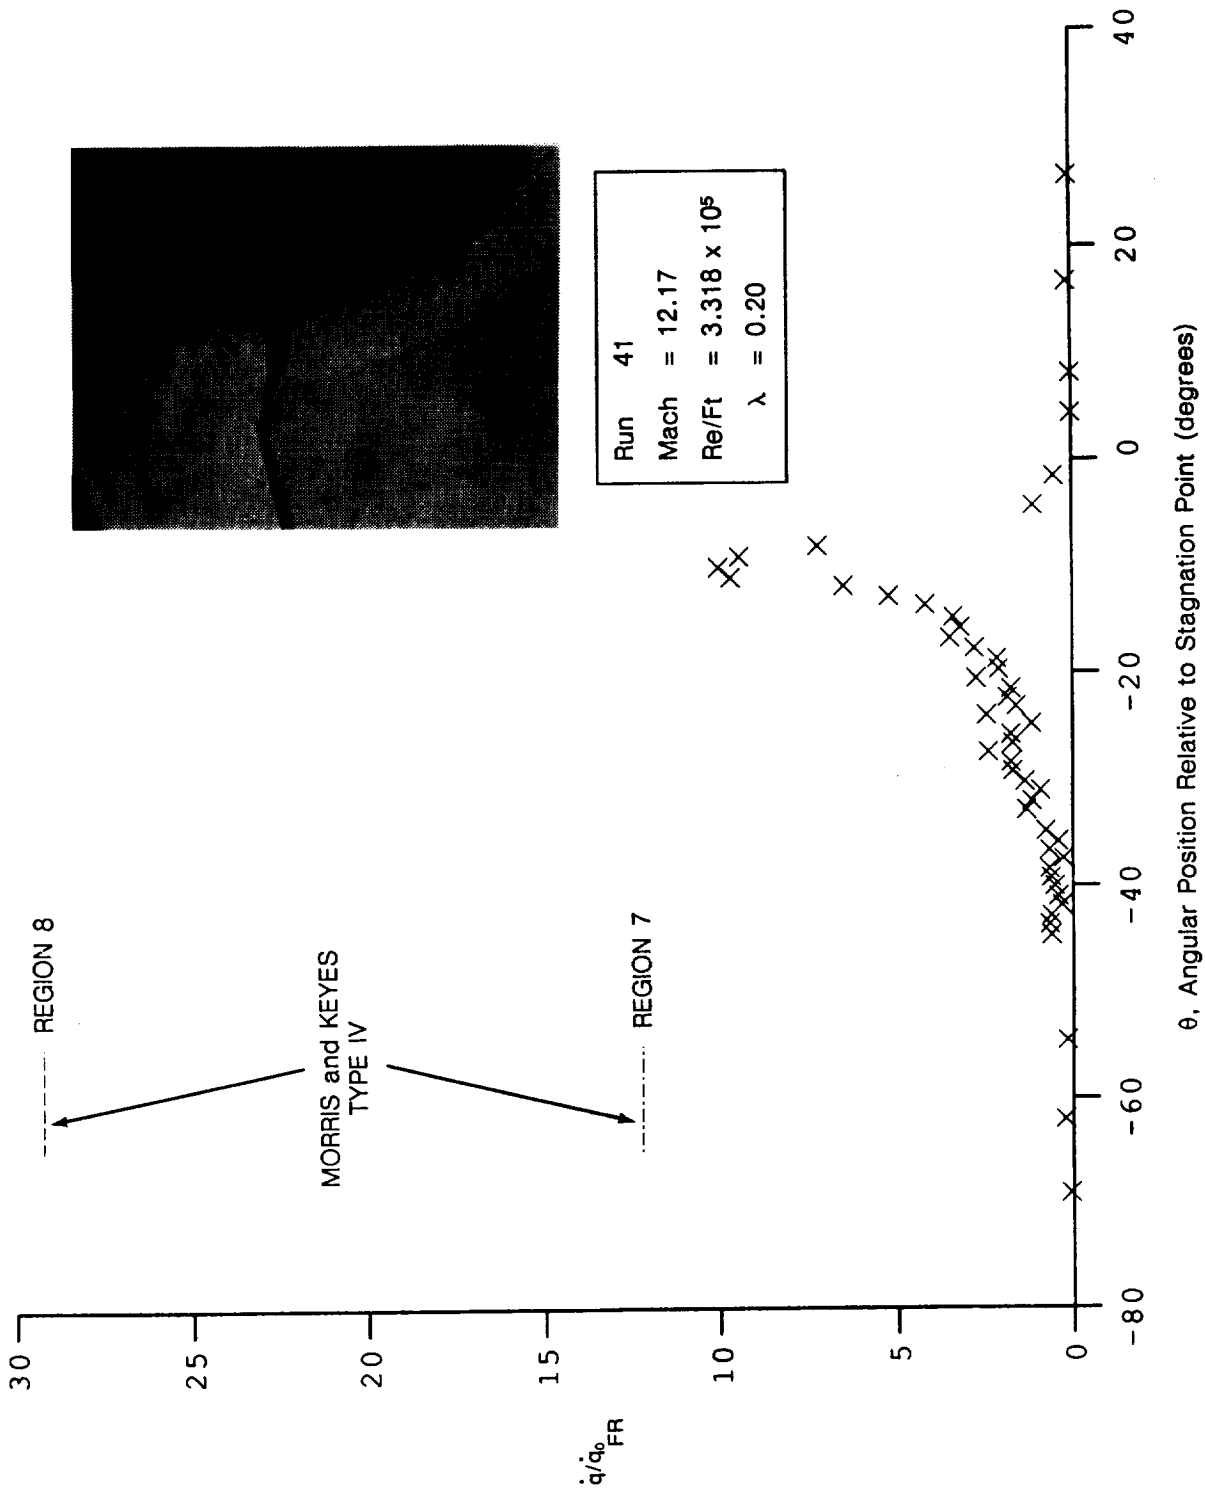 30
25
20
15
10
5
0
q̇/q̇₀ FR
--- REGION 8
MORRIS and KEYES
TYPE IV
--- REGION 7
Run 41
Mach = 12.17
Re/Ft = 3.318 x 10⁵
λ = 0.20
-80 -60 -40 -20 0 20 40
θ, Angular Position Relative to Stagnation Point (degrees)